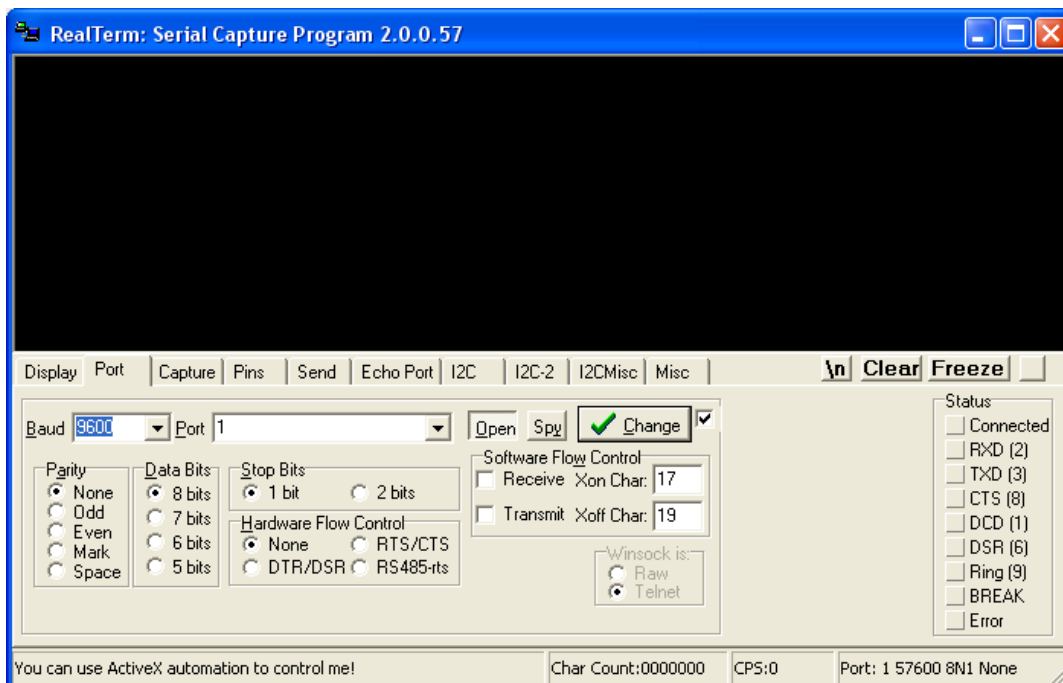 RealTerm: Serial Capture Program 2.0.0.57
Display Port Capture Pins Send Echo Port I2C I2C-2 I2CMisc Misc \n Clear Freeze
Baud 9600 Port 1 Open Spy Change
Status
Connected
RXD (2)
TXD (3)
CTS (8)
DCD (1)
DSR (6)
Ring (9)
BREAK
Error
Parity
None
Odd
Even
Mark
Space
Data Bits
8 bits
7 bits
6 bits
5 bits
Stop Bits
1 bit 2 bits
Hardware Flow Control
None RTS/CTS
DTR/DSR RS485-rts
Software Flow Control
Receive Xon Char: 17
Transmit Xoff Char: 19
Winsock is:
Raw
Telnet
You can use ActiveX automation to control me! Char Count:0000000 CPS:0 Port: 1 57600 8N1 None